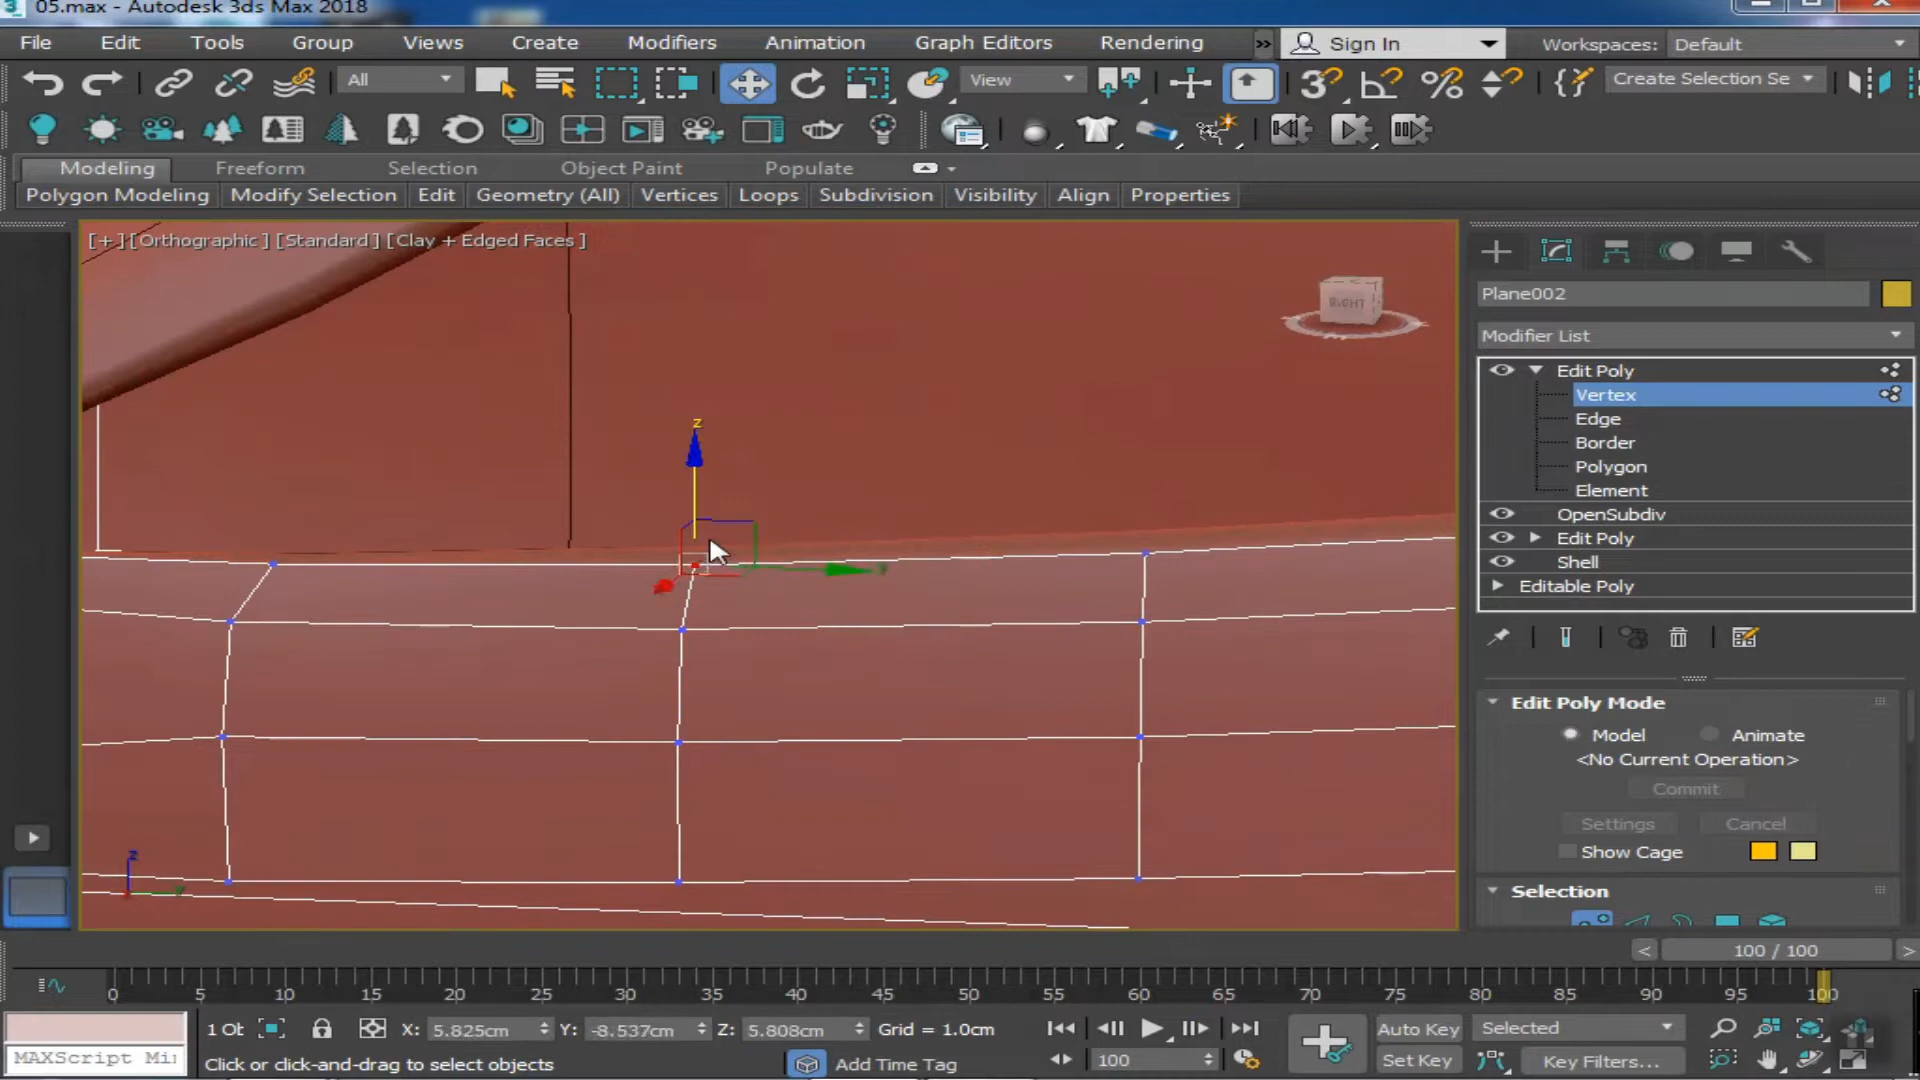 05.max - Autodesk 3ds Max 2018
File Edit Tools Group Views Create Modifiers Animation Graph Editors Rendering >> Sign In Workspaces: Default
All View Create Selection Se
Modeling Freeform Selection Object Paint Populate
Polygon Modeling Modify Selection Edit Geometry (All) Vertices Loops Subdivision Visibility Align Properties
[+][Orthographic][Standard][Clay + Edged Faces]
RIGHT
Plane002
Modifier List
Edit Poly
Vertex
Edge
Border
Polygon
Element
OpenSubdiv
Edit Poly
Shell
Editable Poly
z
Edit Poly Mode
Model Animate
<No Current Operation>
Commit
Settings Cancel
Show Cage
z
Selection
< 100 / 100 >
0 5 10 15 20 25 30 35 40 45 50 55 60 65 70 75 80 85 90 95 100
1 Ob X: 5.825cm Y: -8.537cm Z: 5.808cm Grid = 1.0cm Auto Key Selected
MAXScript Mi Click or click-and-drag to select objects Add Time Tag 100 Set Key Key Filters...